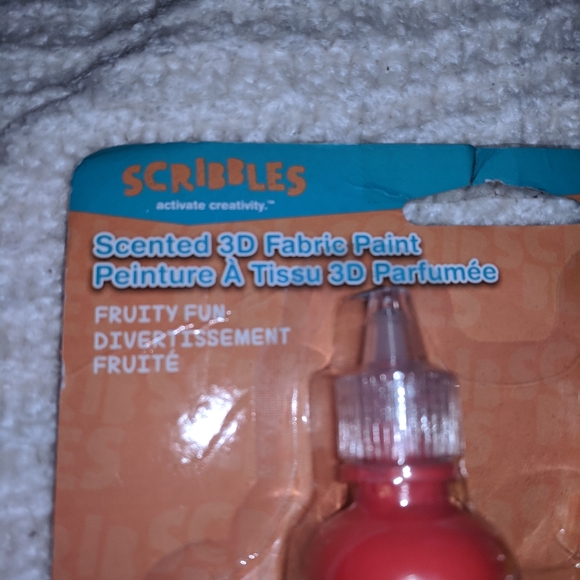 SCRIBBLES
activate creativity.™
Scented 3D Fabric Paint
Peinture À Tissu 3D Parfumée
FRUITY FUN
DIVERTISSEMENT
FRUITÉ